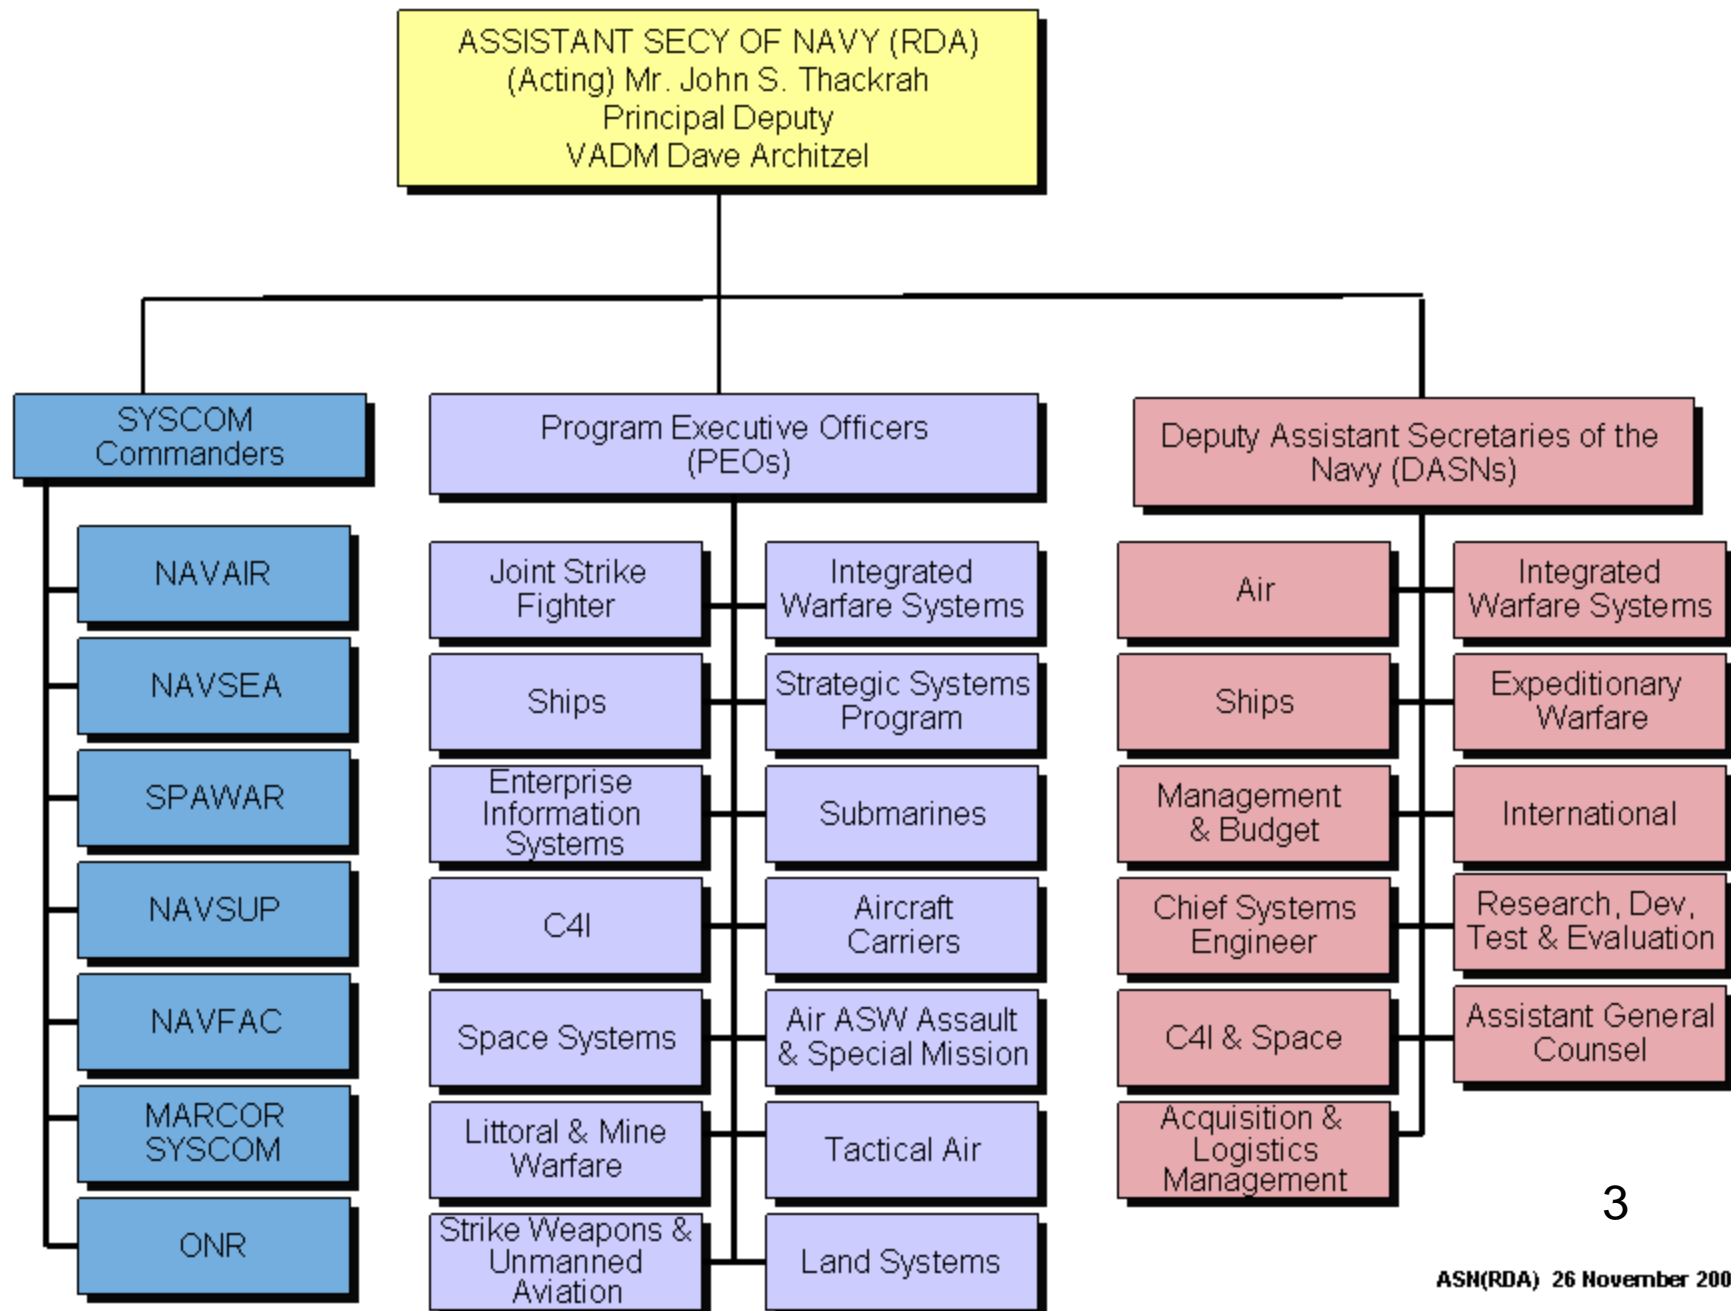 ASSISTANT SECY OF NAVY (RDA)
(Acting) Mr. John S. Thackrah
Principal Deputy
VADM Dave Architzel
SYSCOM
Commanders
NAVAIR
NAVSEA
SPAWAR
NAVSUP
NAVFAC
MARCOR
SYSCOM
ONR
Program Executive Officers
(PEOs)
Joint Strike
Fighter
Integrated
Warfare Systems
Ships
Strategic Systems
Program
Enterprise
Information
Systems
Submarines
C4I
Aircraft
Carriers
Space Systems
Air ASW Assault
& Special Mission
Littoral & Mine
Warfare
Tactical Air
Strike Weapons &
Unmanned
Aviation
Land Systems
Deputy Assistant Secretaries of the
Navy (DASNs)
Air
Integrated
Warfare Systems
Ships
Expeditionary
Warfare
Management
& Budget
International
Chief Systems
Engineer
Research, Dev,
Test & Evaluation
C4I & Space
Assistant General
Counsel
Acquisition &
Logistics
Management
3
ASN(RDA) 26 November 200